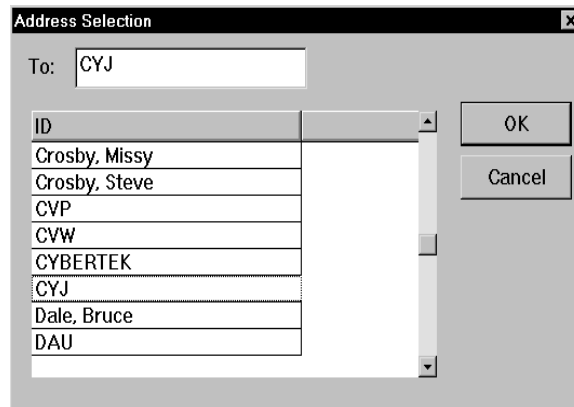 Address Selection
To: CYJ
ID
OK
Crosby, Missy
Crosby, Steve
Cancel
CVP
CVW
CYBERTEK
CYJ
Dale, Bruce
DAU